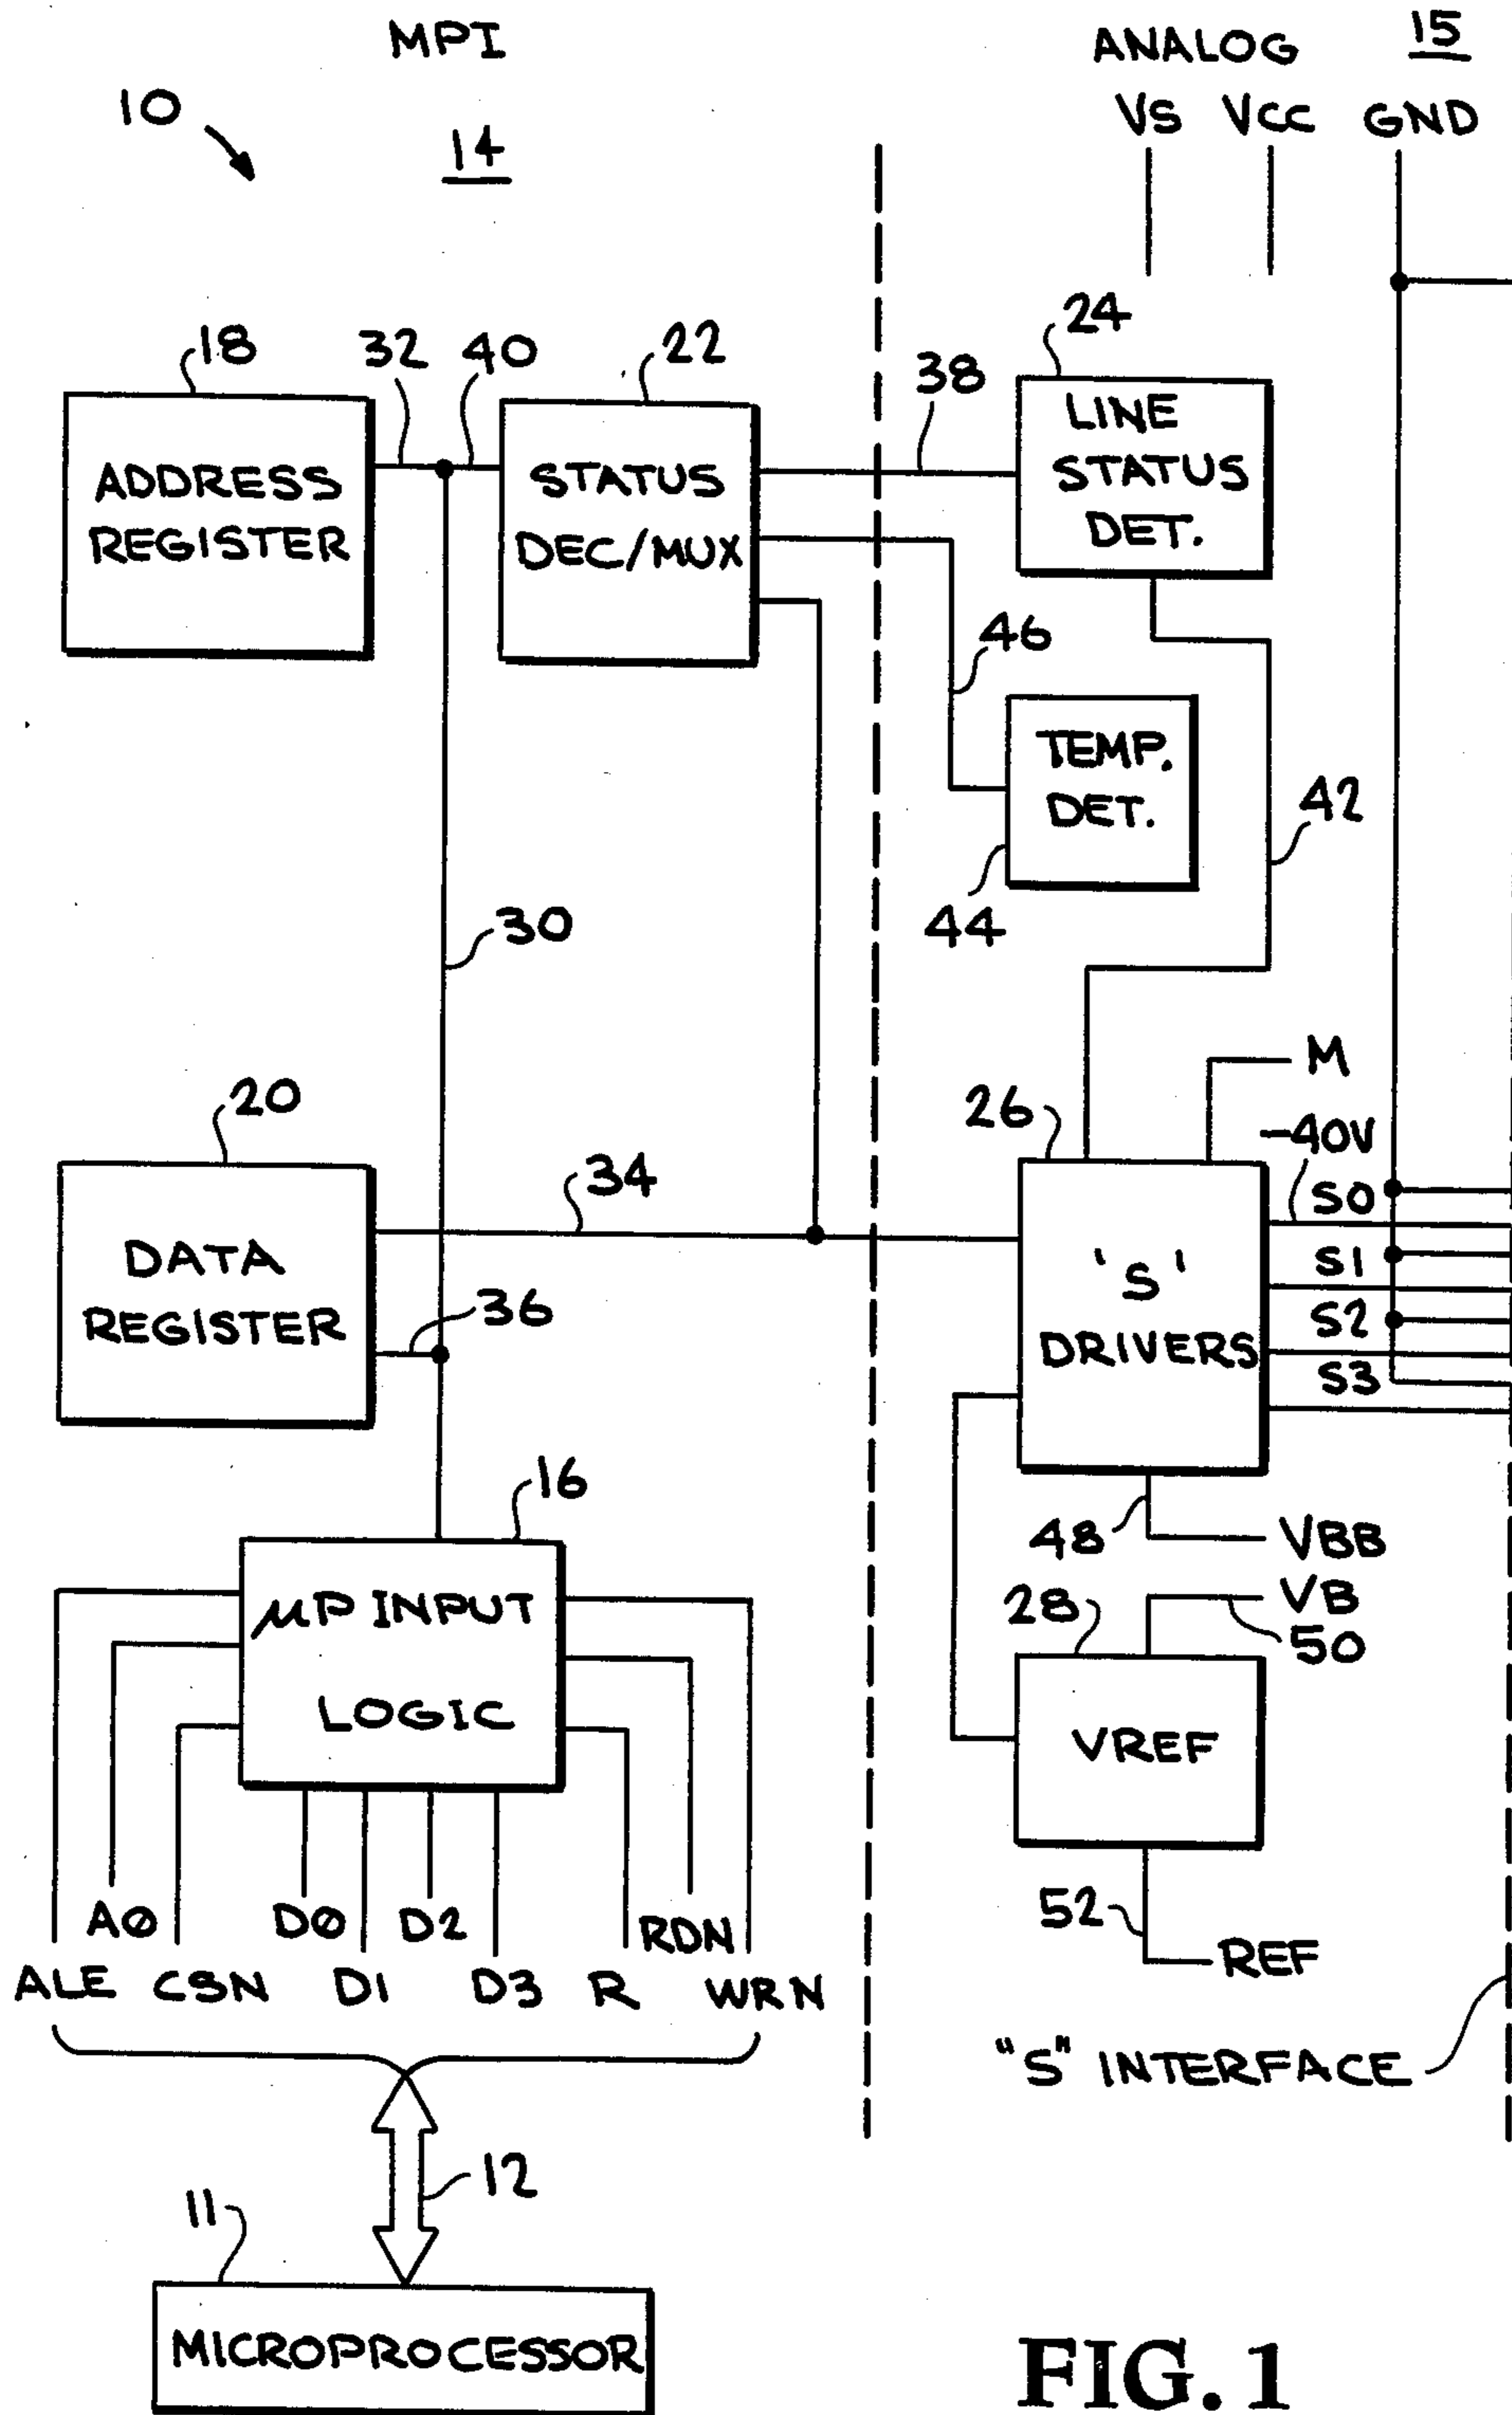 MPI
ANALOG
15
10
14
VS VCC GND
18
32
40
22
38
24
ADDRESS
REGISTER
STATUS
DEC/MUX
LINE
STATUS
DET.
46
TEMP.
DET.
42
44
30
M
20
26
-40V
34
S0
DATA
REGISTER
'S'
DRIVERS
S1
36
S2
S3
16
48
VBB
µP INPUT
LOGIC
28
VB
50
VREF
A0
D0
D2
RDN
52
REF
ALE
CSN
D1
D3
R
WRN
"S" INTERFACE
12
11
MICROPROCESSOR
FIG. 1